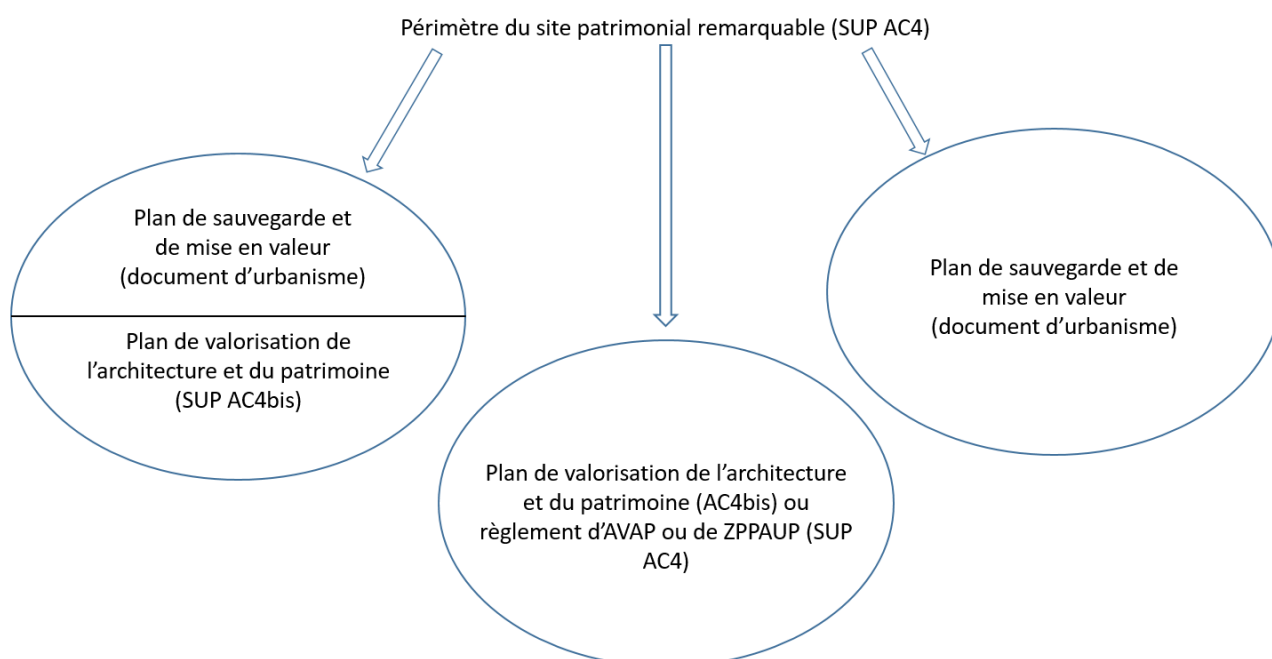 Périmètre du site patrimonial remarquable (SUP AC4)
Plan de sauvegarde et
de mise en valeur
(document d’urbanisme)
Plan de valorisation de
l’architecture et du patrimoine
(SUP AC4bis)
Plan de valorisation de l’architecture
et du patrimoine (AC4bis) ou
règlement d’AVAP ou de ZPPAUP (SUP
AC4)
Plan de sauvegarde et de
mise en valeur
(document d’urbanisme)